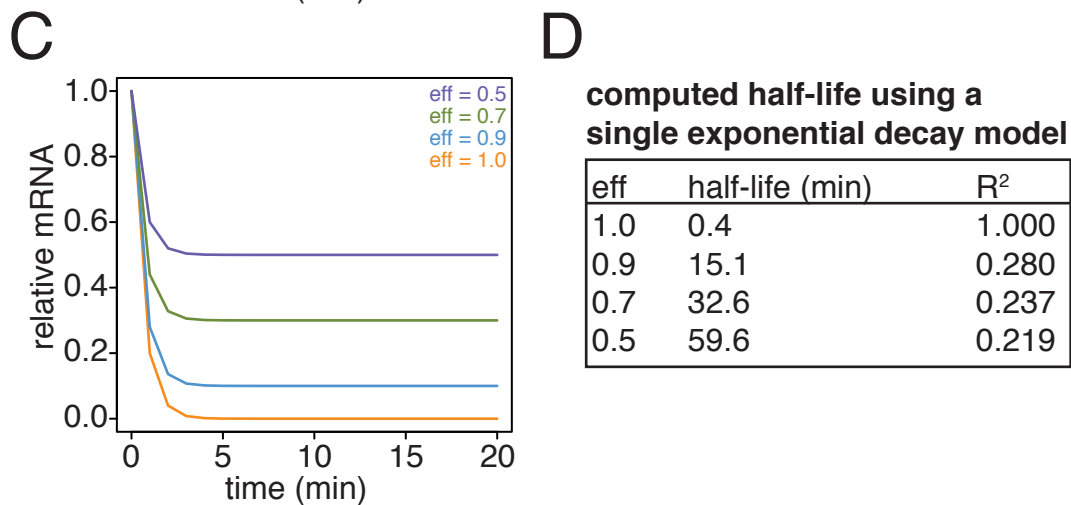 C
1.0
0.8
0.6
0.4
0.2
0.0
relative mRNA
eff = 0.5
eff = 0.7
eff = 0.9
eff = 1.0
0 5 10 15 20
time (min)
D
computed half-life using a
single exponential decay model
eff half-life (min) R²
1.0 0.4 1.000
0.9 15.1 0.280
0.7 32.6 0.237
0.5 59.6 0.219